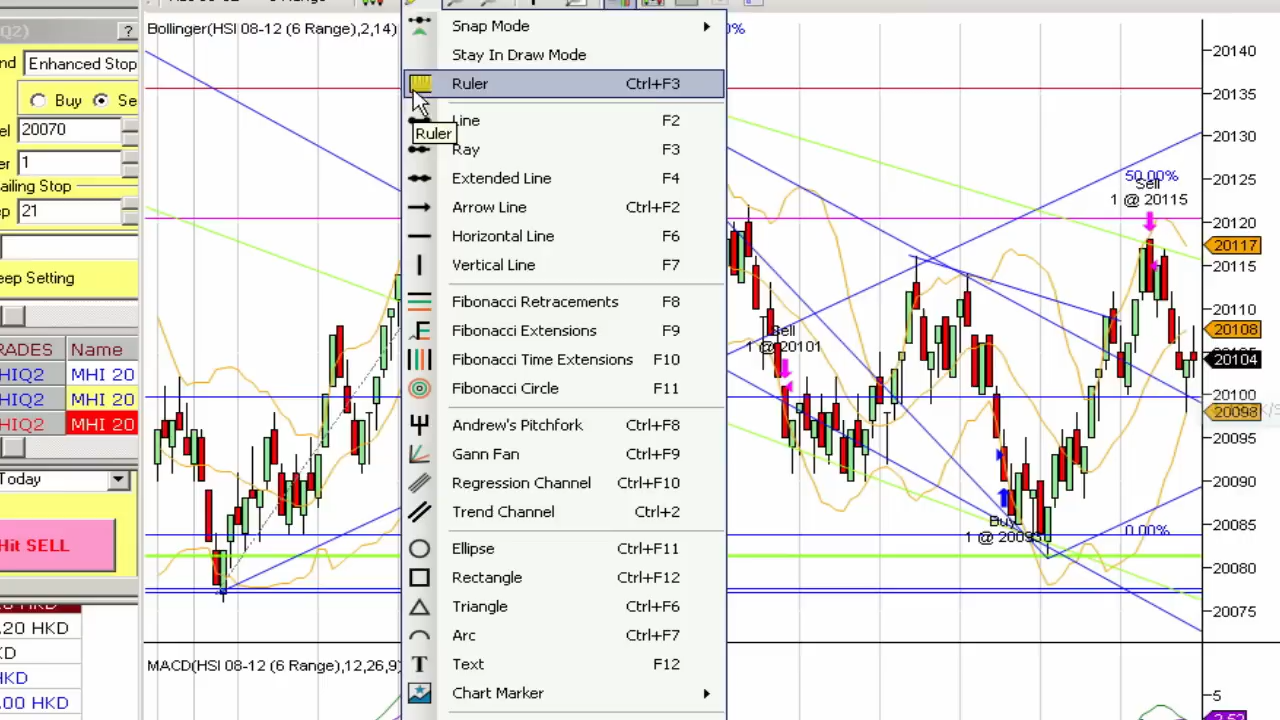 Q2)
?
Bollinger(HSI 08-12 (6 Range),2,14)
0%
nd
Enhanced Stop
Buy
Se
el
20070
er
1
ailing Stop
ep
21
eep Setting
RADES
Name
HIQ2
MHI 20
HIQ2
MHI 20
HIQ2
MHI 20
Today
Hit SELL
.20 HKD
KD
HKD
.00 HKD
Snap Mode
Stay In Draw Mode
Ruler Ctrl+F3
Ruler
Line F2
Ray F3
Extended Line F4
Arrow Line Ctrl+F2
Horizontal Line F6
Vertical Line F7
Fibonacci Retracements F8
Fibonacci Extensions F9
Fibonacci Time Extensions F10
Fibonacci Circle F11
Andrew's Pitchfork Ctrl+F8
Gann Fan Ctrl+F9
Regression Channel Ctrl+F10
Trend Channel Ctrl+2
Ellipse Ctrl+F11
Rectangle Ctrl+F12
Triangle Ctrl+F6
Arc Ctrl+F7
Text F12
Chart Marker
Sell
1 @ 20101
50.00%
Sell
1 @ 20115
Buy
1 @ 20093
0.00%
20140
20135
20130
20125
20120
20117
20115
20110
20108
20104
20100
20098
20095
20090
20085
20080
20075
MACD(HSI 08-12 (6 Range),12,26,9)
5